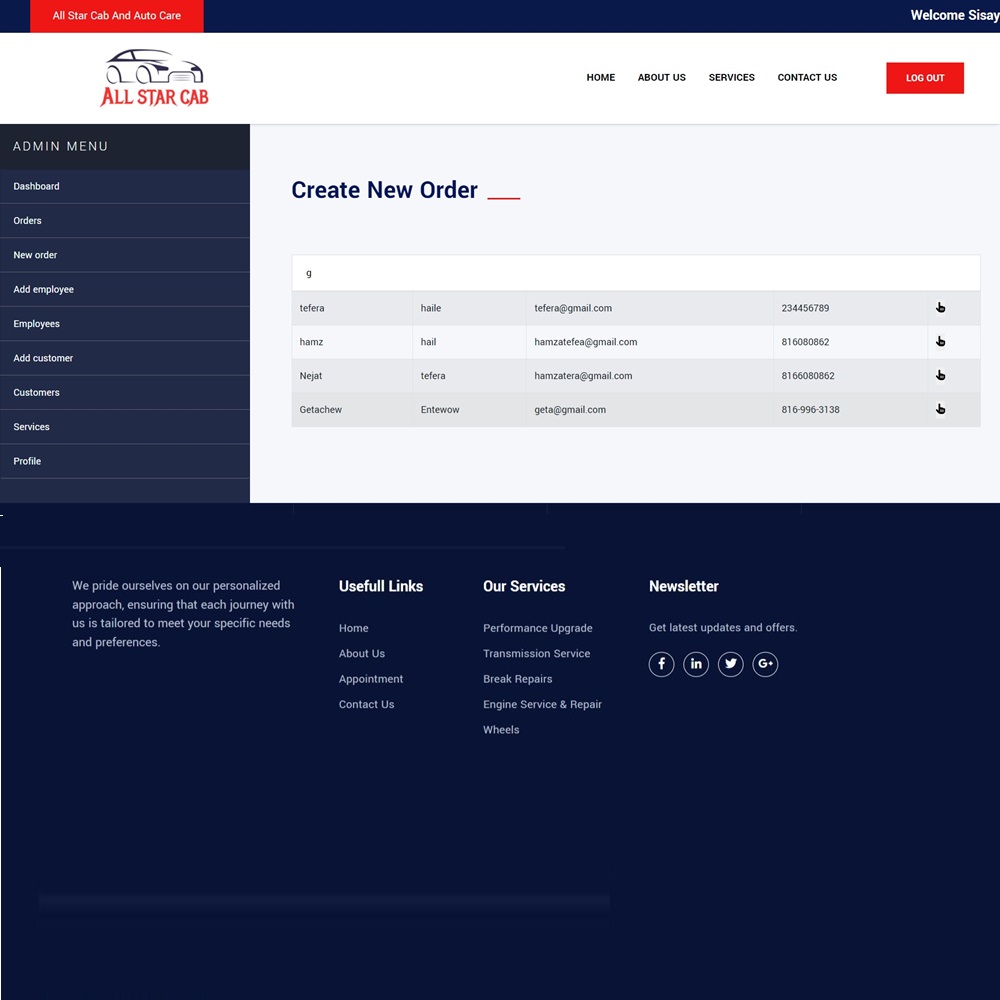 All Star Cab And Auto Care
Welcome Sisay
ALL STAR CAB
HOME ABOUT US SERVICES CONTACT US LOG OUT
ADMIN MENU
Dashboard
Orders
New order
Add employee
Employees
Add customer
Customers
Services
Profile
Create New Order
g
tefera haile tefera@gmail.com 234456789
hamz hail hamzatefea@gmail.com 816080862
Nejat tefera hamzatera@gmail.com 8166080862
Getachew Entewow geta@gmail.com 816-996-3138
We pride ourselves on our personalized
approach, ensuring that each journey with
us is tailored to meet your specific needs
and preferences.
Usefull Links
Home
About Us
Appointment
Contact Us
Our Services
Performance Upgrade
Transmission Service
Break Repairs
Engine Service & Repair
Wheels
Newsletter
Get latest updates and offers.